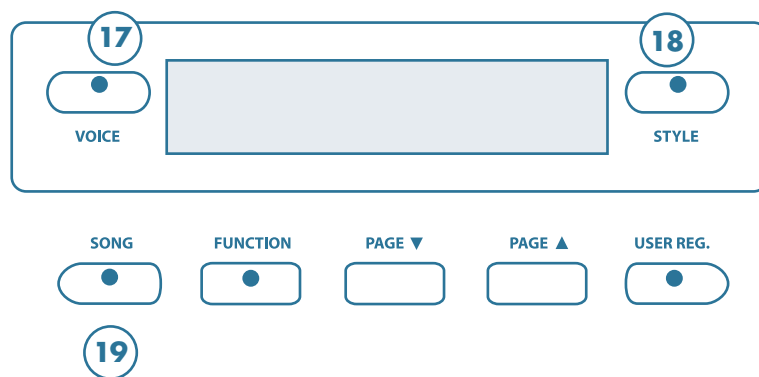 17 18
VOICE STYLE
SONG FUNCTION PAGE ▼ PAGE ▲ USER REG.
19